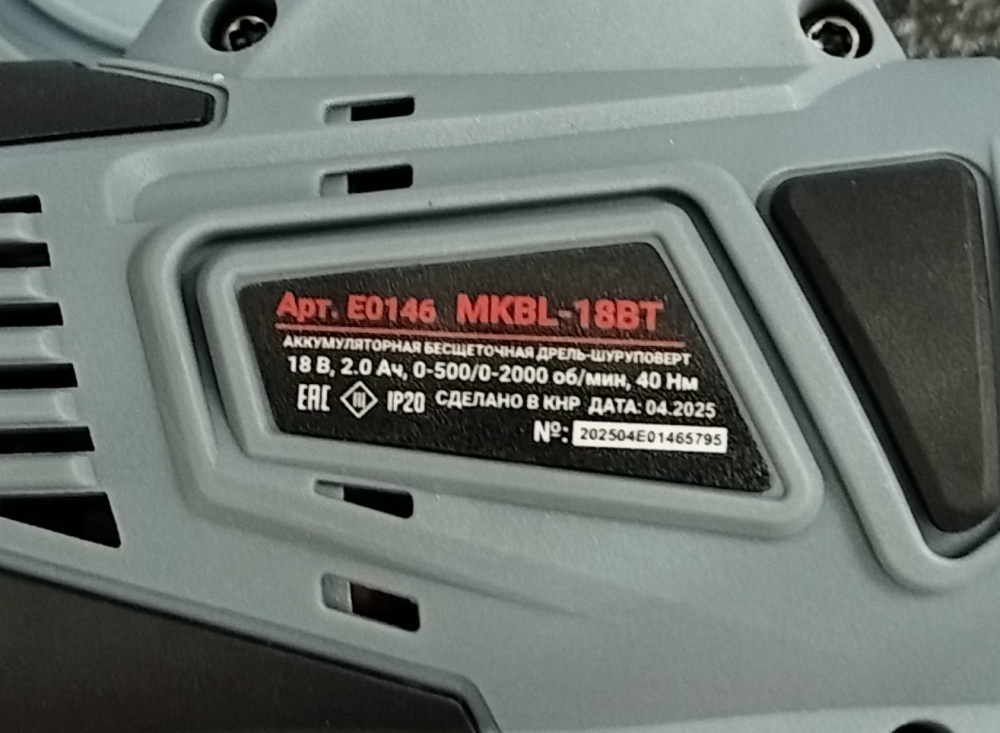 Арт. E0146 MKBL-18BT
АККУМУЛЯТОРНАЯ БЕСЩЕТОЧНАЯ ДРЕЛЬ-ШУРУПОВЕРТ
18 В, 2.0 Ач, 0-500/0-2000 об/мин, 40 Нм
EAC IP20 СДЕЛАНО В КНР ДАТА: 04.2025
№: 202504E01465795